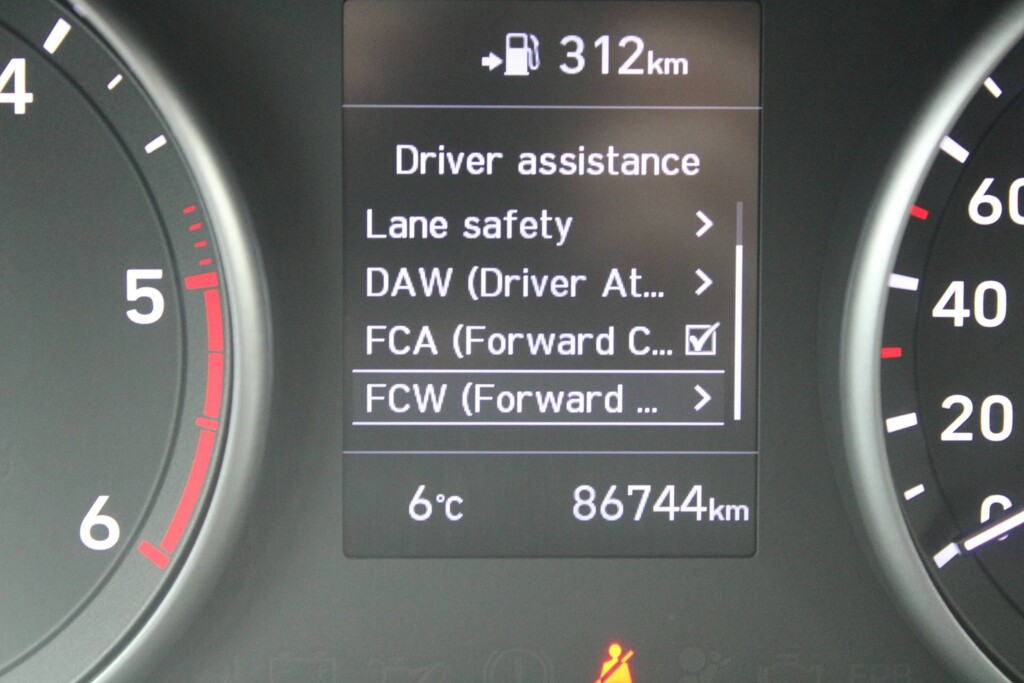 312km
Driver assistance
Lane safety >
DAW (Driver At... >
FCA (Forward C... ☑
FCW (Forward ... >
6°C 86744km
4
5
6
60
40
20
0